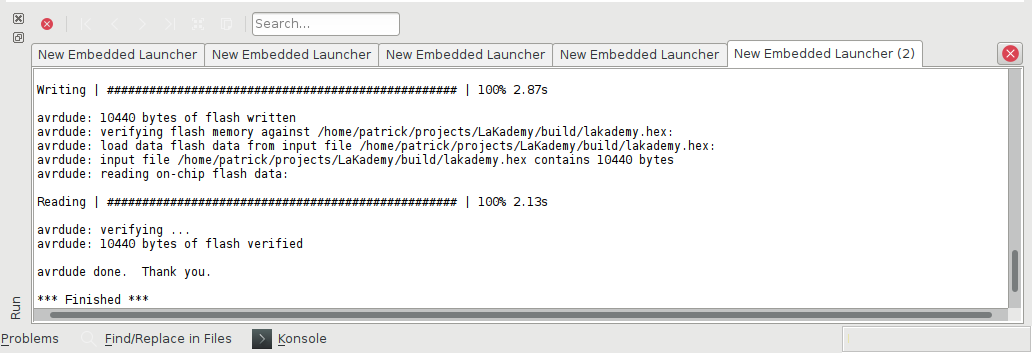 Search...
New Embedded Launcher New Embedded Launcher New Embedded Launcher New Embedded Launcher New Embedded Launcher (2)
Writing | ################################################## | 100% 2.87s
avrdude: 10440 bytes of flash written
avrdude: verifying flash memory against /home/patrick/projects/LaKademy/build/lakademy.hex:
avrdude: load data flash data from input file /home/patrick/projects/LaKademy/build/lakademy.hex:
avrdude: input file /home/patrick/projects/LaKademy/build/lakademy.hex contains 10440 bytes
avrdude: reading on-chip flash data:
Reading | ################################################## | 100% 2.13s
avrdude: verifying ...
avrdude: 10440 bytes of flash verified
avrdude done.  Thank you.
*** Finished ***
Run
Problems Find/Replace in Files Konsole